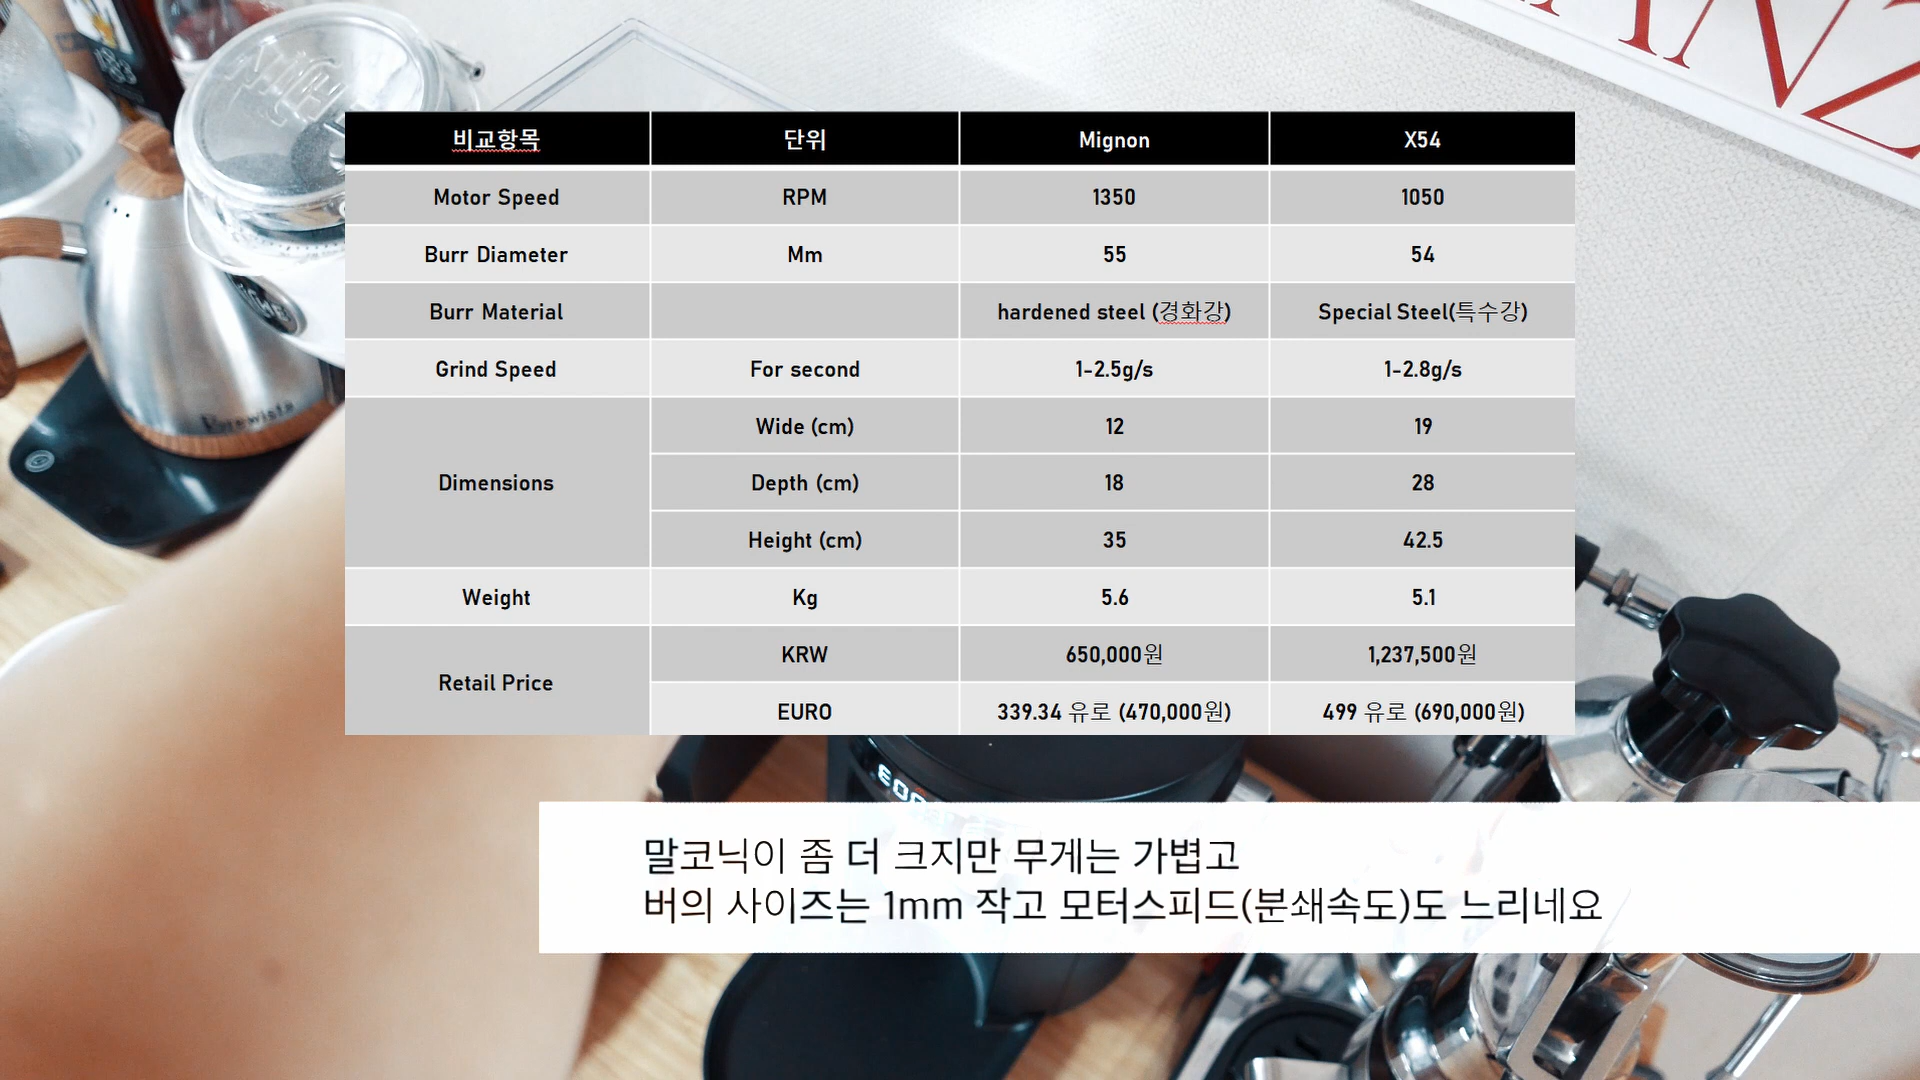 비교항목 단위 Mignon X54
Motor Speed RPM 1350 1050
Burr Diameter Mm 55 54
Burr Material hardened steel (경화강) Special Steel(특수강)
Grind Speed For second 1-2.5g/s 1-2.8g/s
Dimensions Wide (cm) 12 19
Depth (cm) 18 28
Height (cm) 35 42.5
Weight Kg 5.6 5.1
Retail Price KRW 650,000원 1,237,500원
EURO 339.34 유로 (470,000원) 499 유로 (690,000원)
말코닉이 좀 더 크지만 무게는 가볍고
버의 사이즈는 1mm 작고 모터스피드(분쇄속도)도 느리네요
Brewista
1883